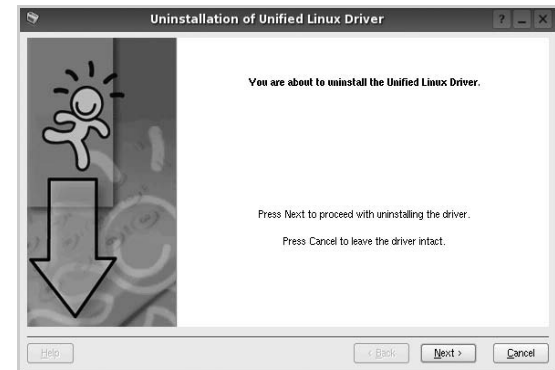 Uninstallation of Unified Linux Driver
You are about to uninstall the Unified Linux Driver.
Press Next to proceed with uninstalling the driver.
Press Cancel to leave the driver intact.
Help
< Back
Next >
Cancel